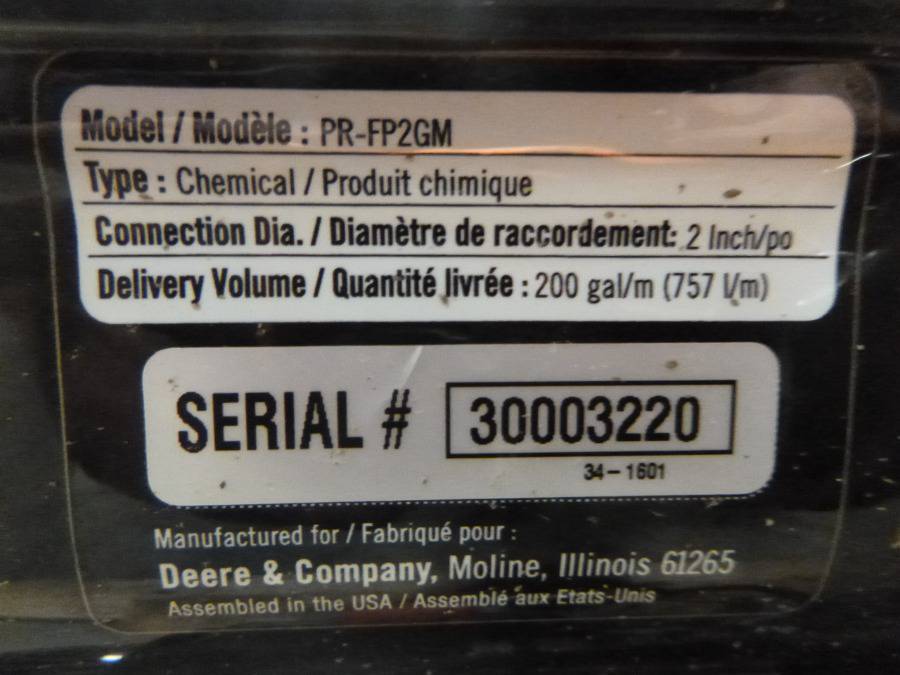 Model / Modèle : PR-FP2GM
Type : Chemical / Produit chimique
Connection Dia. / Diamètre de raccordement: 2 Inch/po
Delivery Volume / Quantité livrée : 200 gal/m (757 l/m)
SERIAL # 30003220
34-1601
Manufactured for / Fabriqué pour :
Deere & Company, Moline, Illinois 61265
Assembled in the USA / Assemblé aux Etats-Unis